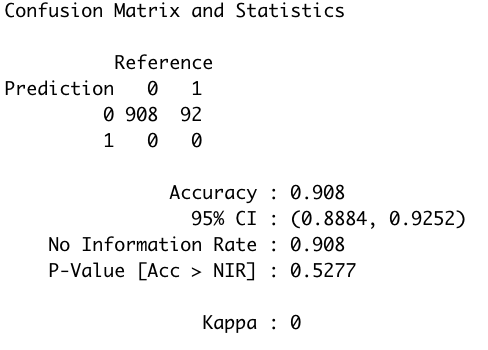 Confusion Matrix and Statistics
Reference
Prediction 0 1
0 908 92
1 0 0
Accuracy : 0.908
95% CI : (0.8884, 0.9252)
No Information Rate : 0.908
P-Value [Acc > NIR] : 0.5277
Kappa : 0